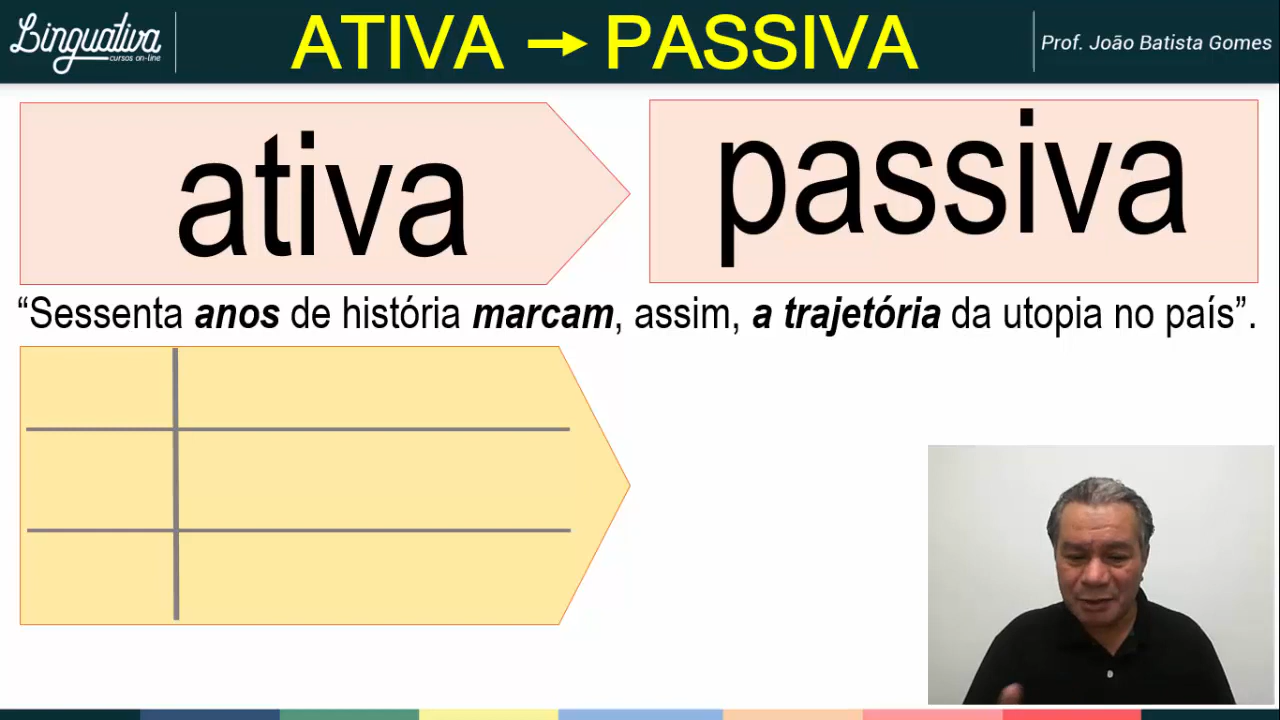 Linguativa
cursos on-line
ATIVA → PASSIVA
Prof. João Batista Gomes
ativa
passiva
“Sessenta anos de história marcam, assim, a trajetória da utopia no país”.